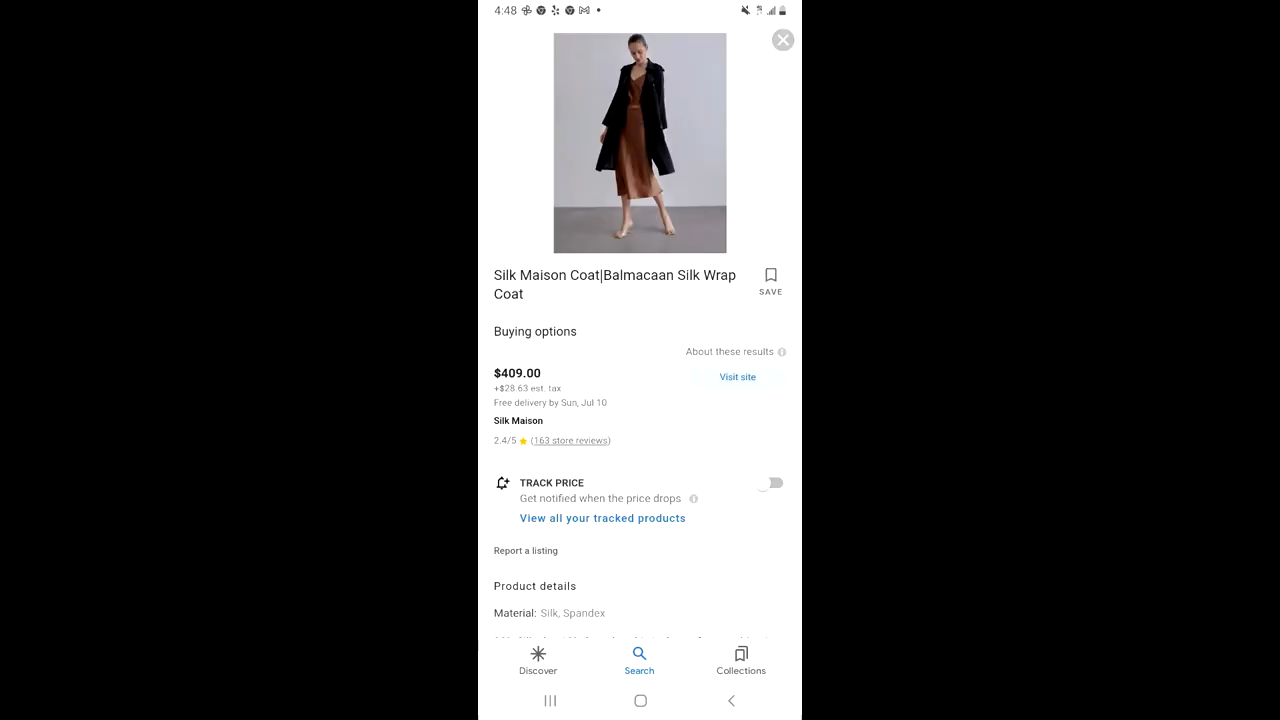 4:48
Silk Maison Coat|Balmacaan Silk Wrap
Coat
SAVE
Buying options
About these results
$409.00
Visit site
+$28.63 est. tax
Free delivery by Sun, Jul 10
Silk Maison
2.4/5 (163 store reviews)
TRACK PRICE
Get notified when the price drops
View all your tracked products
Report a listing
Product details
Material: Silk, Spandex
Discover
Search
Collections